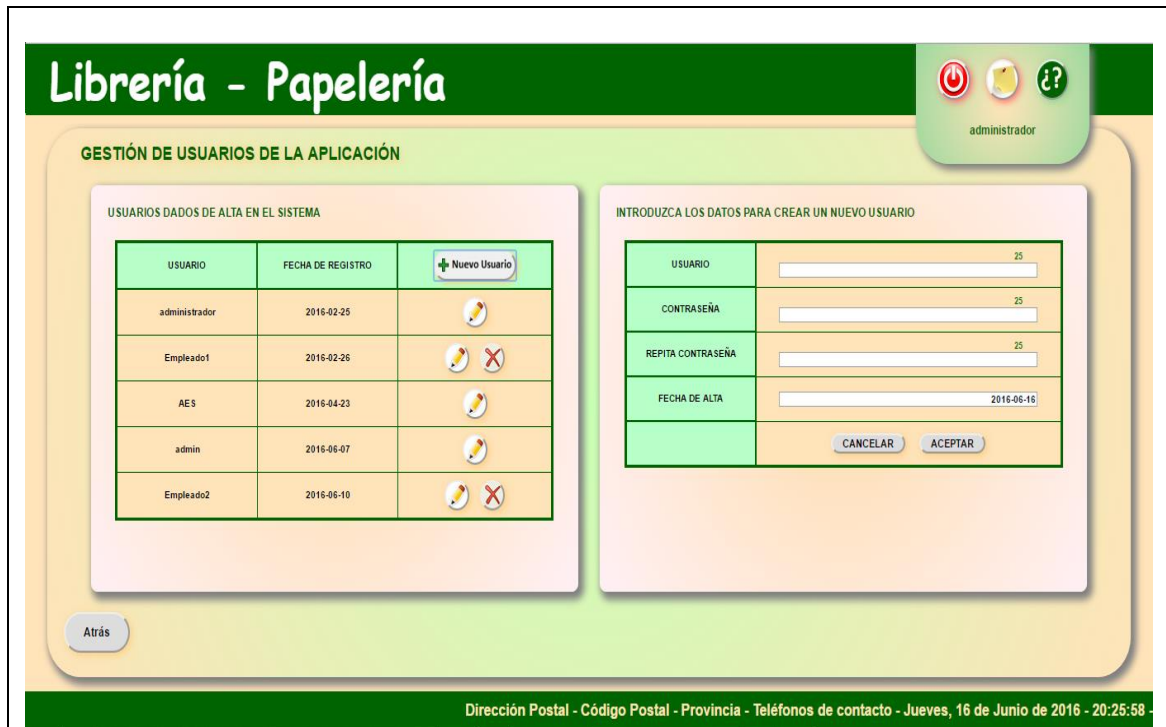 Librería - Papelería
¿?
administrador
GESTIÓN DE USUARIOS DE LA APLICACIÓN
USUARIOS DADOS DE ALTA EN EL SISTEMA
USUARIO FECHA DE REGISTRO Nuevo Usuario
administrador 2016-02-25
Empleado1 2016-02-26
AES 2016-04-23
admin 2016-06-07
Empleado2 2016-06-10
INTRODUZCA LOS DATOS PARA CREAR UN NUEVO USUARIO
USUARIO 25
CONTRASEÑA 25
REPITA CONTRASEÑA 25
FECHA DE ALTA 2016-06-16
CANCELAR ACEPTAR
Atrás
Dirección Postal - Código Postal - Provincia - Teléfonos de contacto - Jueves, 16 de Junio de 2016 - 20:25:58 -